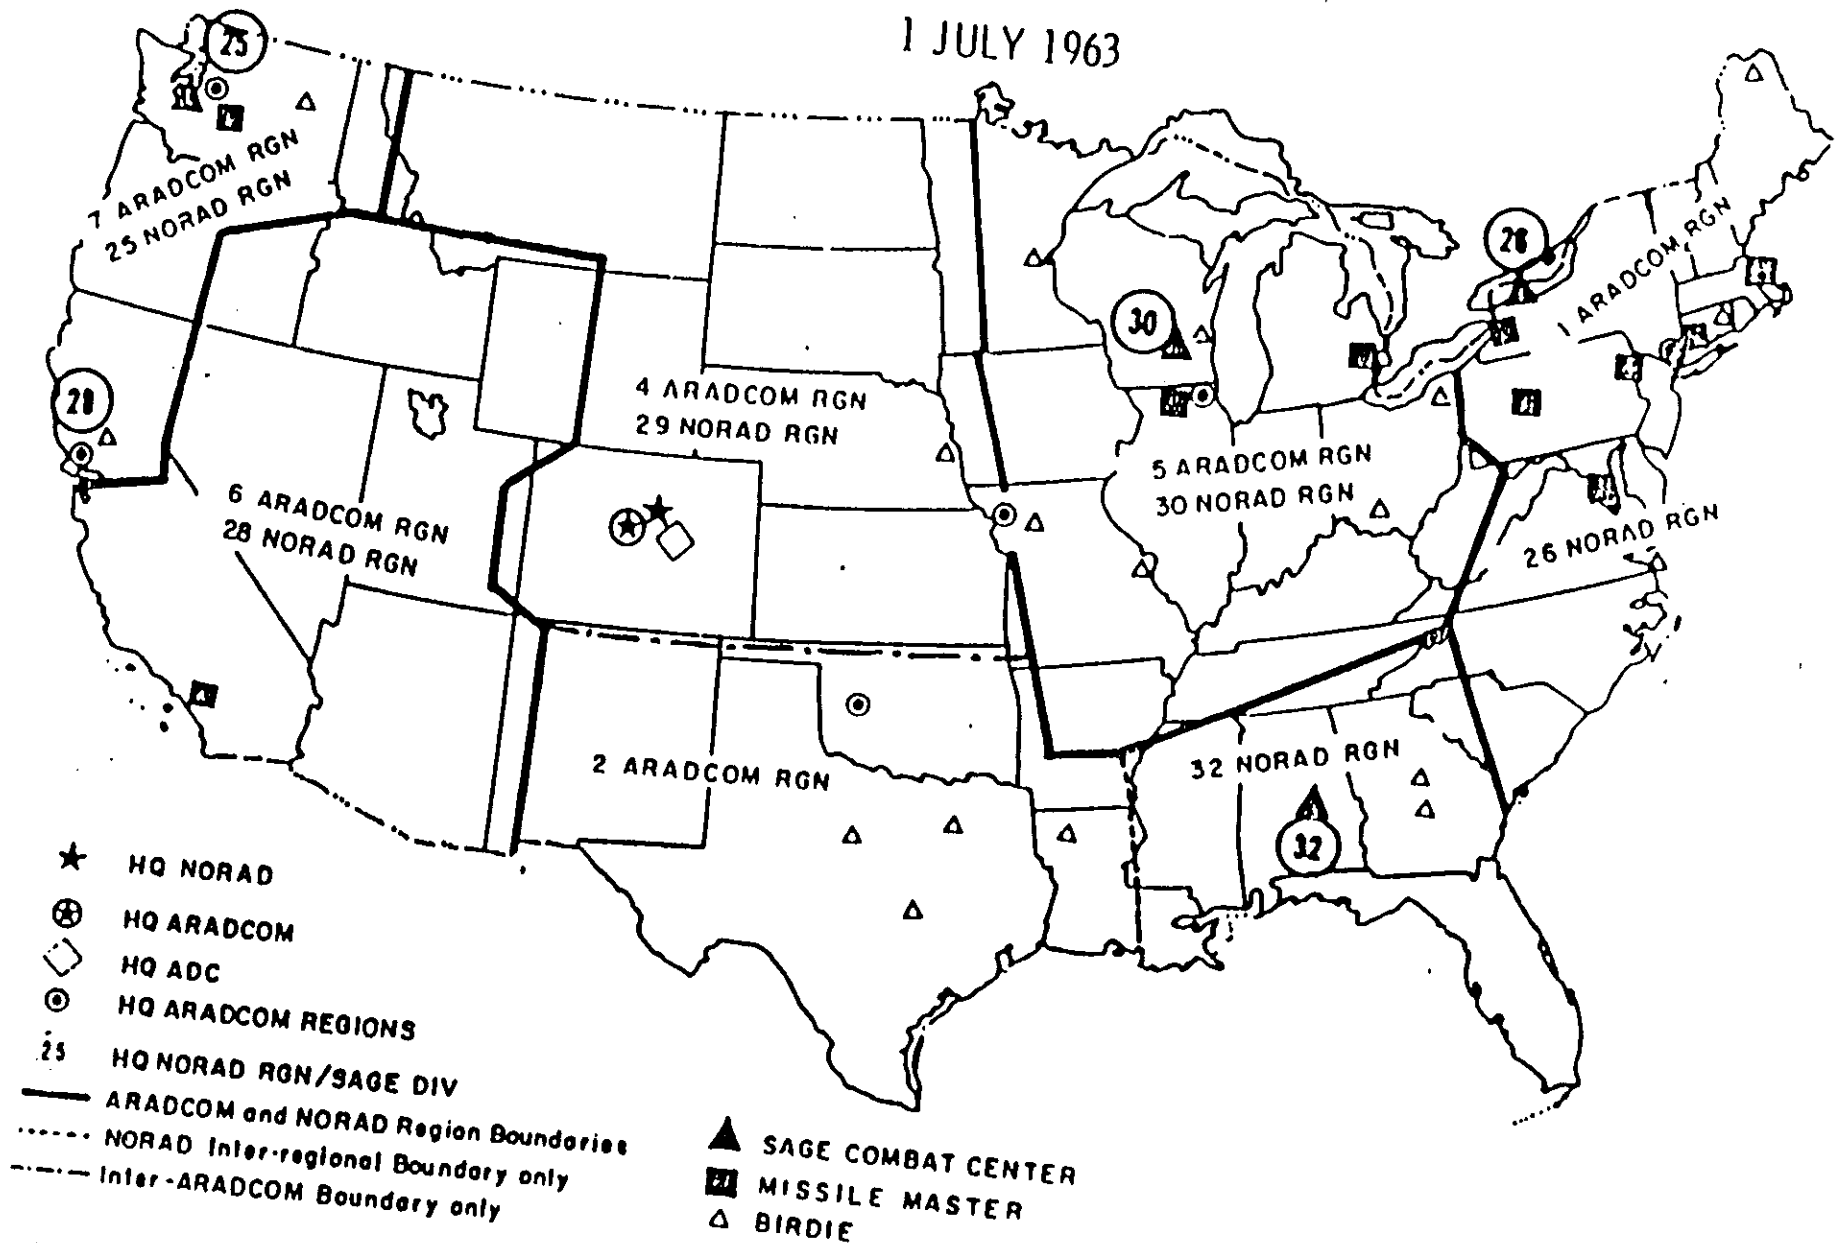 1 JULY 1963
25
7 ARADCOM RGN
25 NORAD RGN
28
30
1 ARADCOM RGN
28
4 ARADCOM RGN
29 NORAD RGN
5 ARADCOM RGN
30 NORAD RGN
6 ARADCOM RGN
28 NORAD RGN
26 NORAD RGN
2 ARADCOM RGN
32 NORAD RGN
32
HQ NORAD
HQ ARADCOM
HQ ADC
HQ ARADCOM REGIONS
25 HQ NORAD RGN/SAGE DIV
ARADCOM and NORAD Region Boundaries
NORAD Inter-regional Boundary only
Inter-ARADCOM Boundary only
SAGE COMBAT CENTER
MISSILE MASTER
BIRDIE